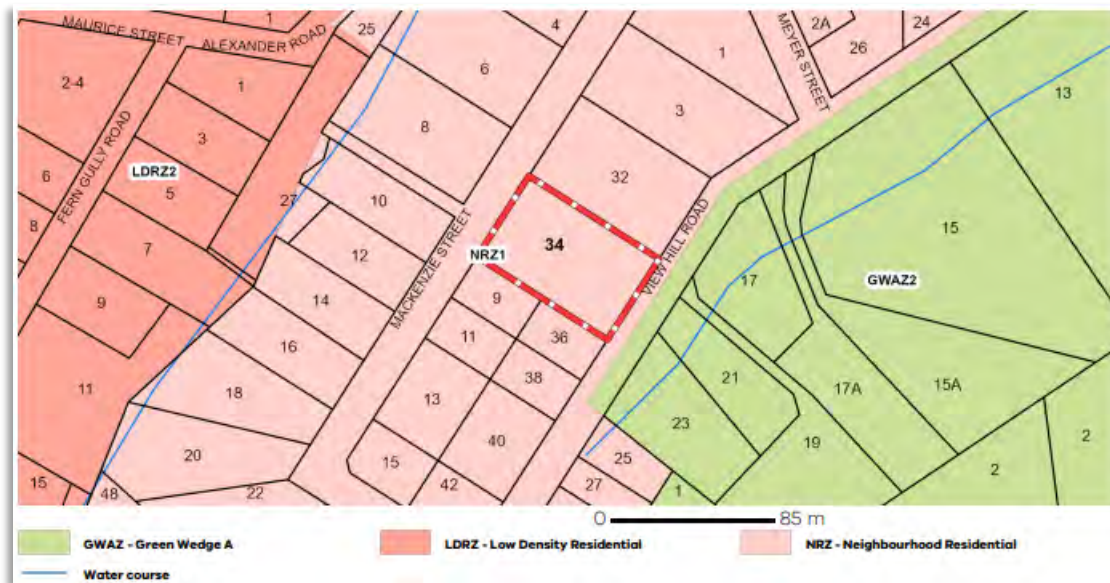 MAURICE STREET
ALEXANDER ROAD
1
25
4
2A
24
26
MEYER STREET
1
6
2-4
1
3
8
13
3
FERN GULLY ROAD
LDRZ2
6
5
27
10
32
8
7
12
MACKENZIE STREET
NRZ1
34
VIEW HILL ROAD
15
GWAZ2
17
9
14
9
36
11
16
38
21
15A
17A
11
18
13
23
40
19
20
15
25
2
2
15
48
22
42
27
1
0
85 m
GWAZ - Green Wedge A
LDRZ - Low Density Residential
NRZ - Neighbourhood Residential
Water course